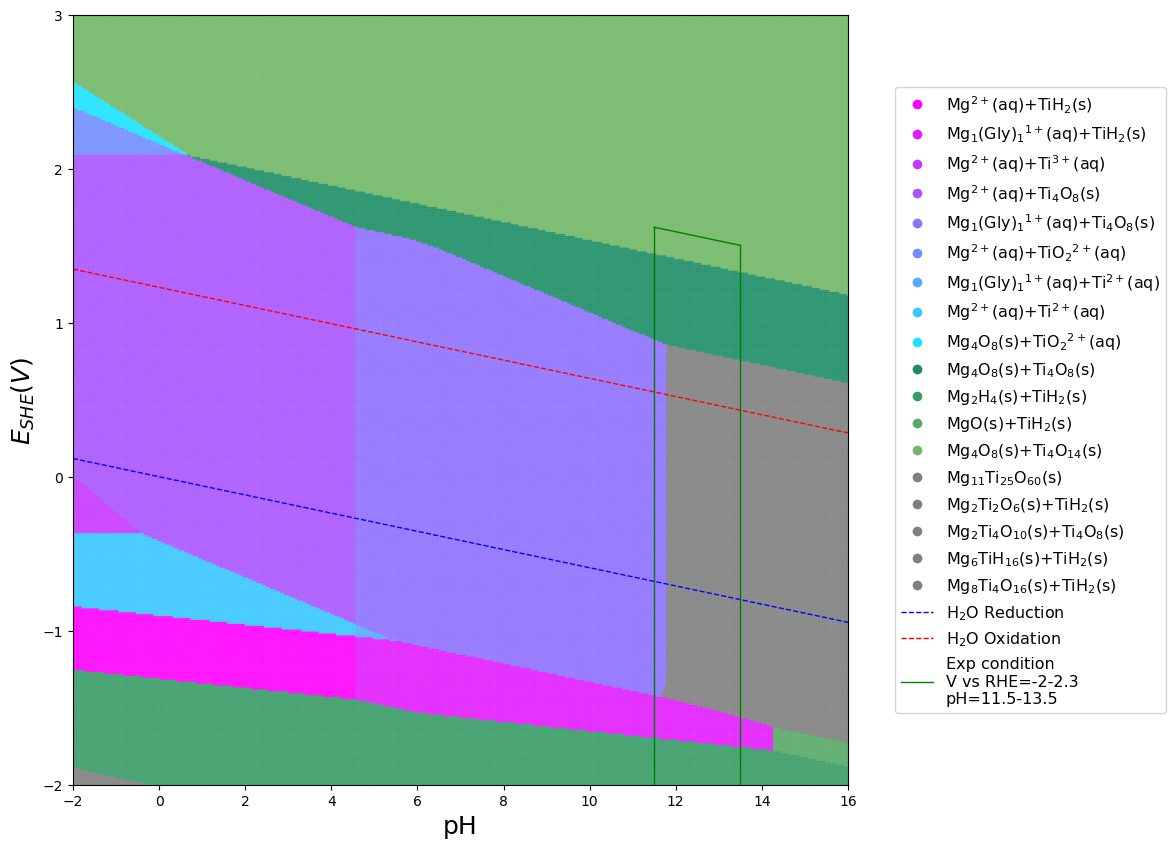 3
2
1
0
−1
−2
−2
0
2
4
6
8
10
12
14
16
E_SHE(V)
pH
Mg²⁺(aq)+TiH₂(s)
Mg₁(Gly)₁¹⁺(aq)+TiH₂(s)
Mg²⁺(aq)+Ti³⁺(aq)
Mg²⁺(aq)+Ti₄O₈(s)
Mg₁(Gly)₁¹⁺(aq)+Ti₄O₈(s)
Mg²⁺(aq)+TiO₂²⁺(aq)
Mg₁(Gly)₁¹⁺(aq)+Ti²⁺(aq)
Mg²⁺(aq)+Ti²⁺(aq)
Mg₄O₈(s)+TiO₂²⁺(aq)
Mg₄O₈(s)+Ti₄O₈(s)
Mg₂H₄(s)+TiH₂(s)
MgO(s)+TiH₂(s)
Mg₄O₈(s)+Ti₄O₁₄(s)
Mg₁₁Ti₂₅O₆₀(s)
Mg₂Ti₂O₆(s)+TiH₂(s)
Mg₂Ti₄O₁₀(s)+Ti₄O₈(s)
Mg₆TiH₁₆(s)+TiH₂(s)
Mg₈Ti₄O₁₆(s)+TiH₂(s)
H₂O Reduction
H₂O Oxidation
Exp condition
V vs RHE=-2-2.3
pH=11.5-13.5